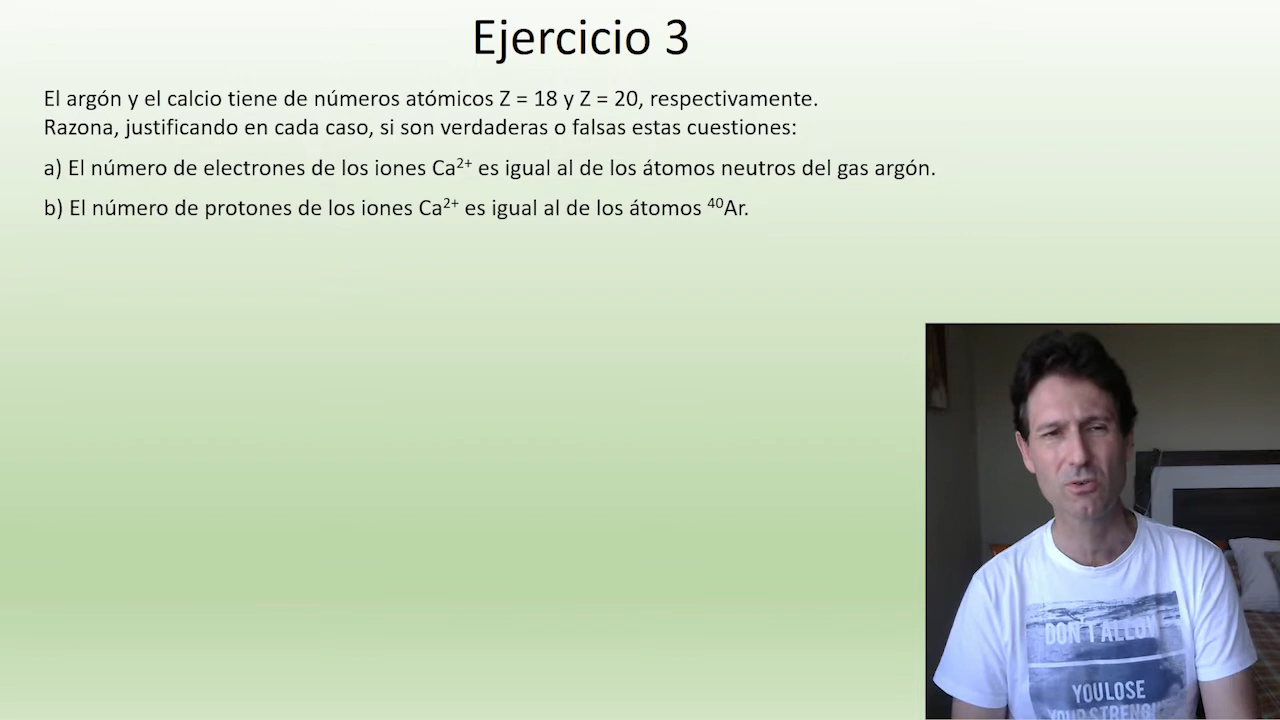 Ejercicio 3
El argón y el calcio tiene de números atómicos Z = 18 y Z = 20, respectivamente.
Razona, justificando en cada caso, si son verdaderas o falsas estas cuestiones:
a) El número de electrones de los iones Ca²⁺ es igual al de los átomos neutros del gas argón.
b) El número de protones de los iones Ca²⁺ es igual al de los átomos ⁴⁰Ar.
DON'T ALLOW
YOU LOSE
YOUR STRENGH